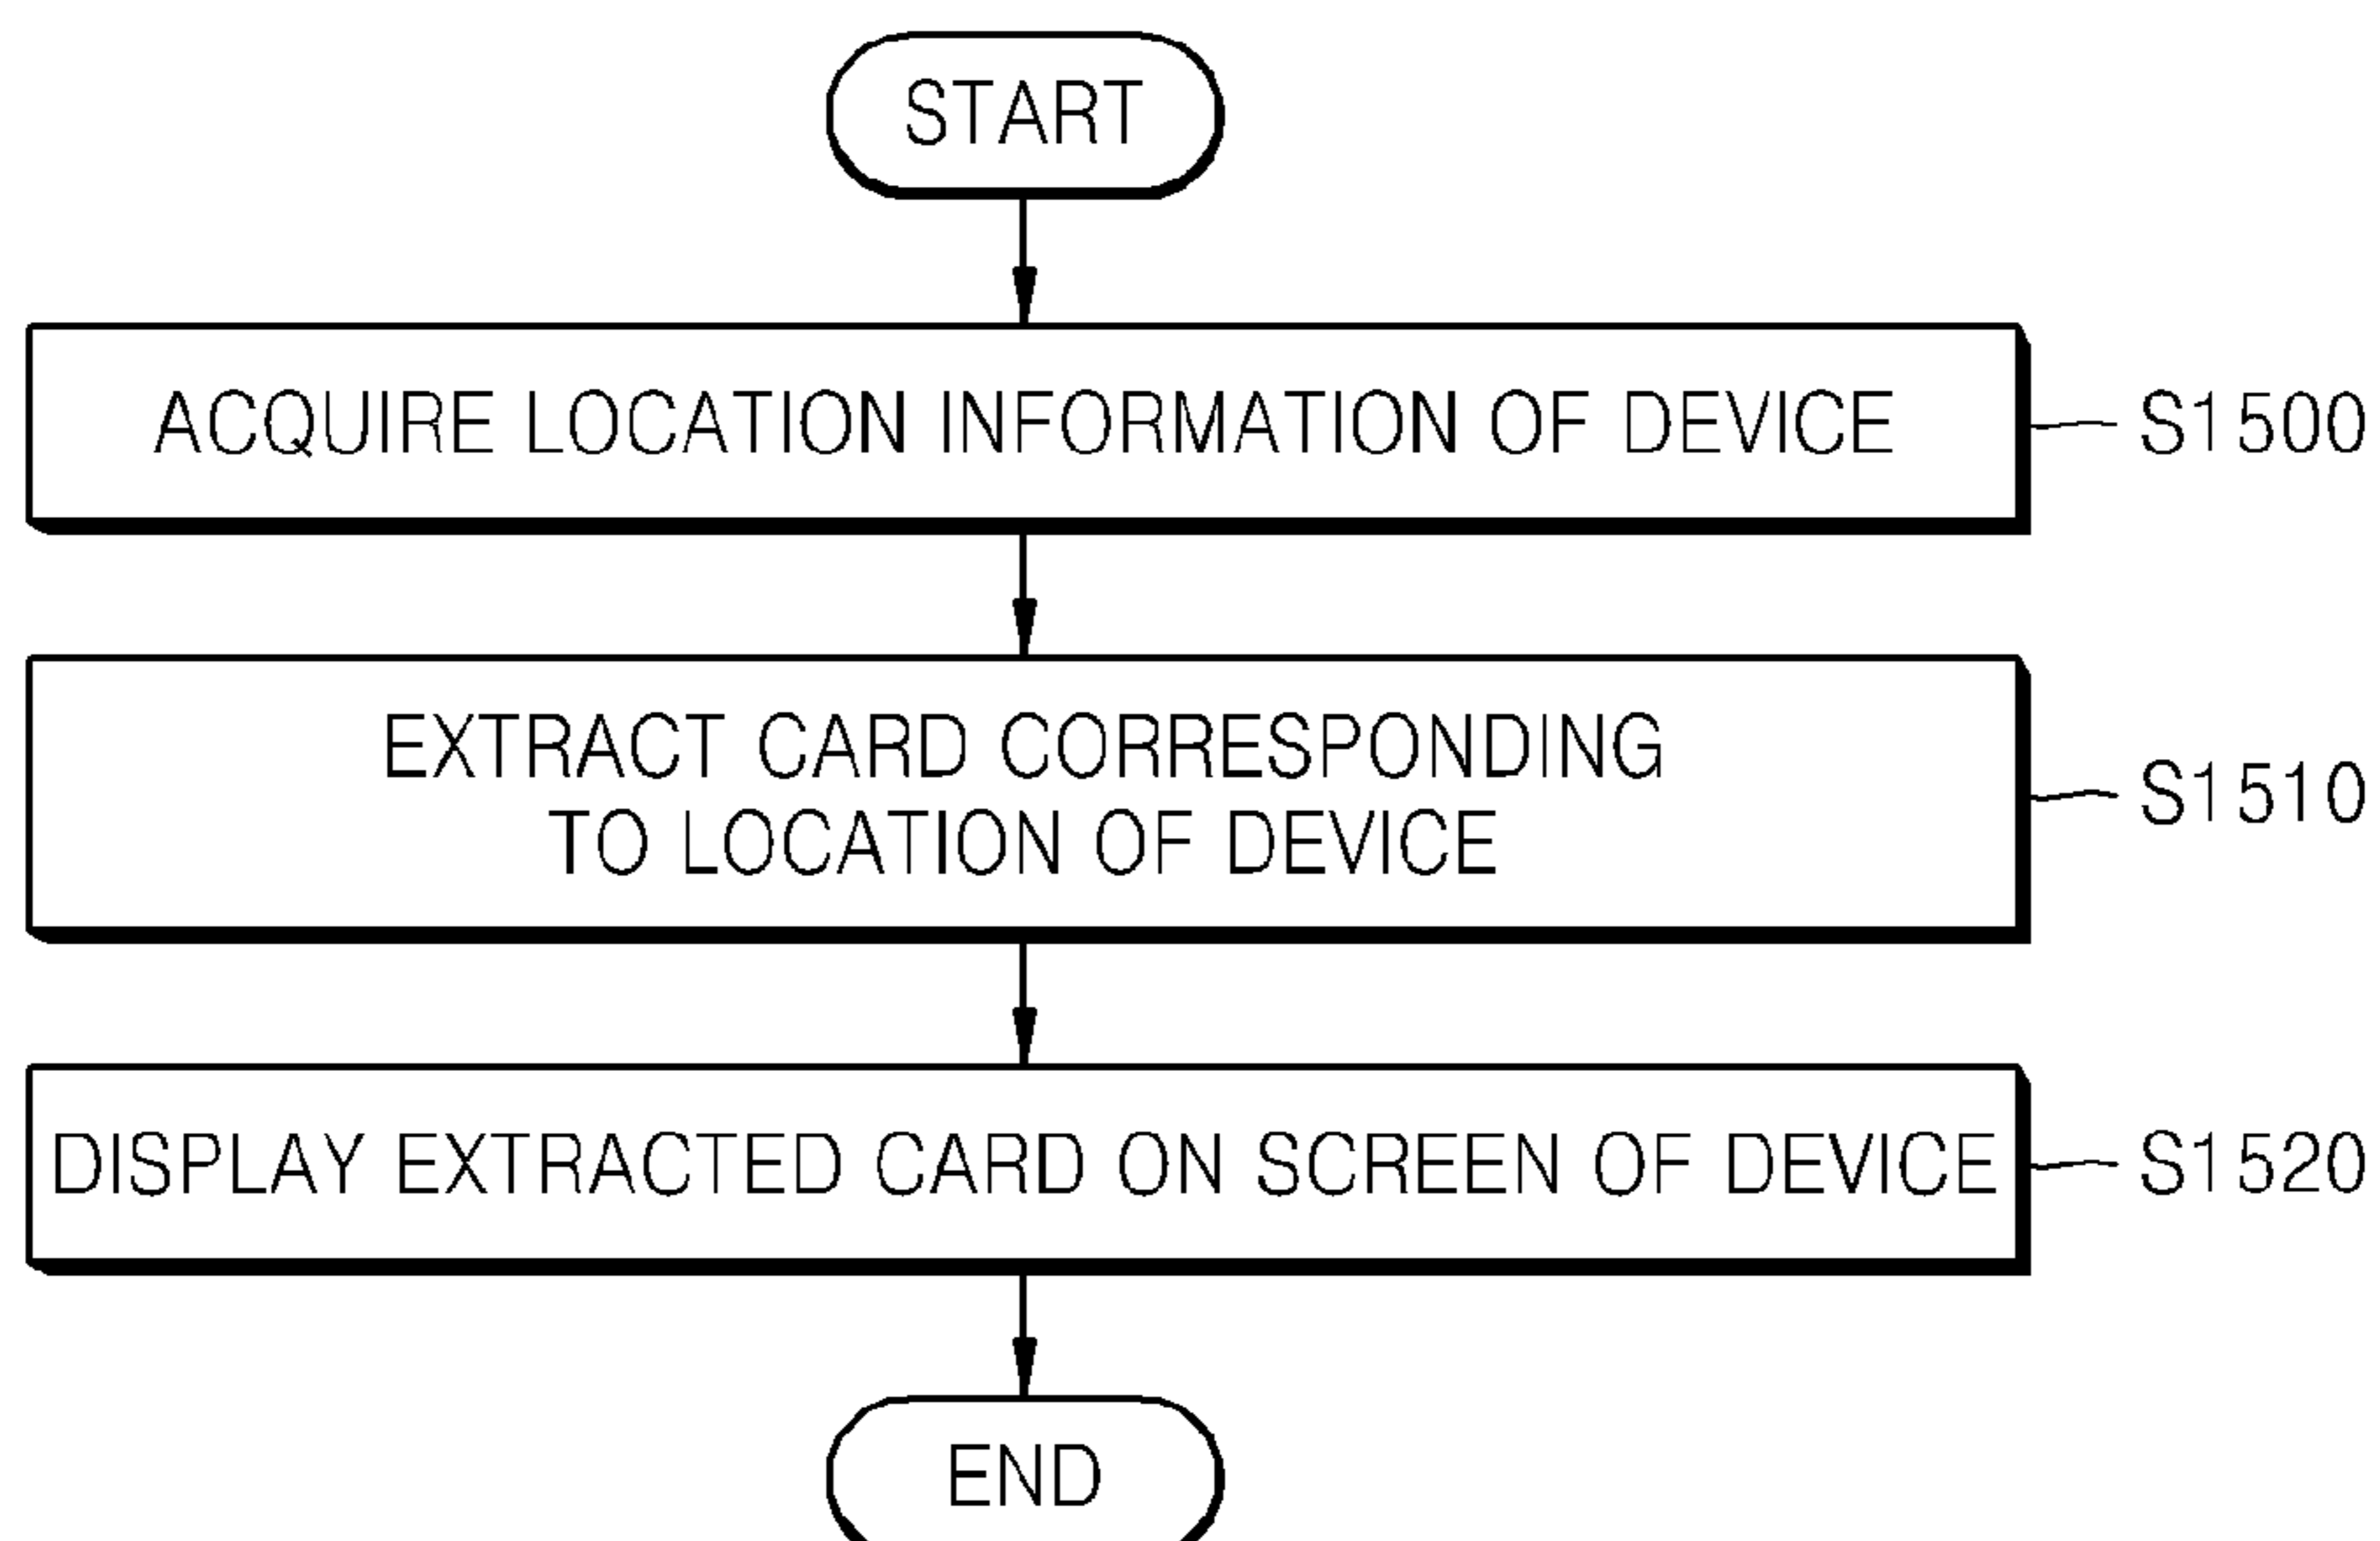 START
ACQUIRE LOCATION INFORMATION OF DEVICE
S1500
EXTRACT CARD CORRESPONDING
TO LOCATION OF DEVICE
S1510
DISPLAY EXTRACTED CARD ON SCREEN OF DEVICE
S1520
END